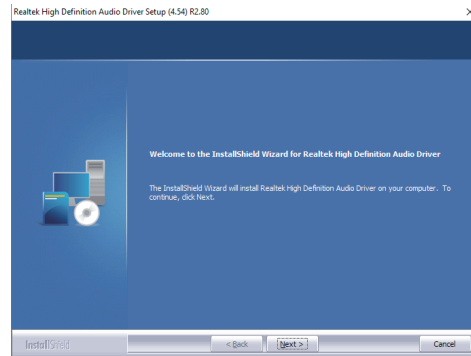 Realtek High Definition Audio Driver Setup (4.54) R2.80
Welcome to the InstallShield Wizard for Realtek High Definition Audio Driver
The InstallShield Wizard will install Realtek High Definition Audio Driver on your computer. To
continue, click Next.
InstallShield
< Back Next > Cancel